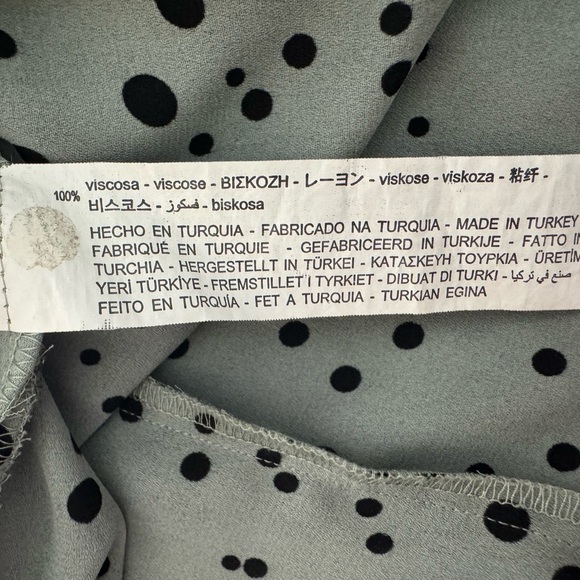 100% viscosa - viscose - ΒΙΣΚΟΖΗ - レーヨン - viskose - viskoza - 粘纤 -
비스코스 - فسكوز - biskosa
HECHO EN TURQUIA - FABRICADO NA TURQUIA - MADE IN TURKEY
FABRIQUÉ EN TURQUIE - GEFABRICEERD IN TURKIJE - FATTO IN
TURCHIA - HERGESTELLT IN TÜRKEI - ΚΑΤΑΣΚΕΥΗ ΤΟΥΡΚΙΑ - ÜRETİM
YERİ TÜRKİYE - FREMSTILLET I TYRKIET - DIBUAT DI TURKI - صنع في تركيا -
FEITO EN TURQUÍA - FET A TURQUIA - TURKIAN EGINA